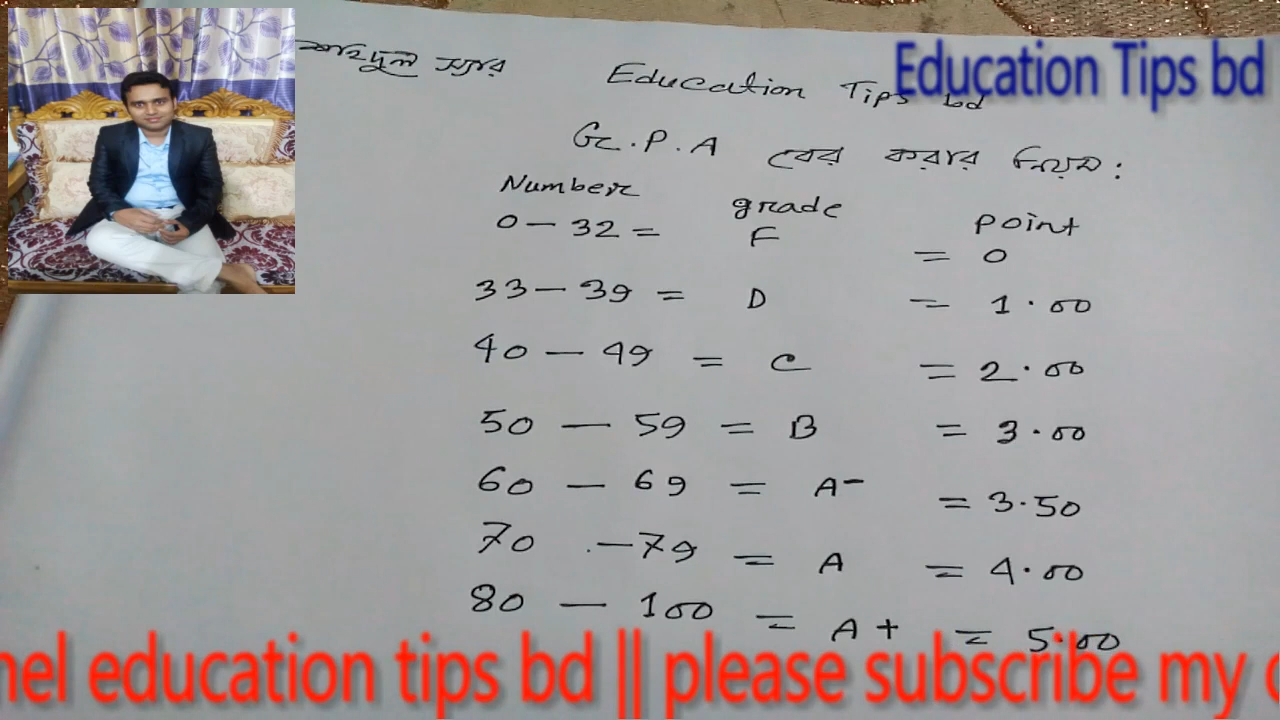 শহিদুল স্যার Education Tips bd
Education Tips bd
G.P.A বের করার নিয়ম:
Number grade point
0 - 32 = F = 0
33 - 39 = D = 1.00
40 - 49 = C = 2.00
50 - 59 = B = 3.00
60 - 69 = A- = 3.50
70 - 79 = A = 4.00
80 - 100 = A+ = 5.00
nel education tips bd || please subscribe my c